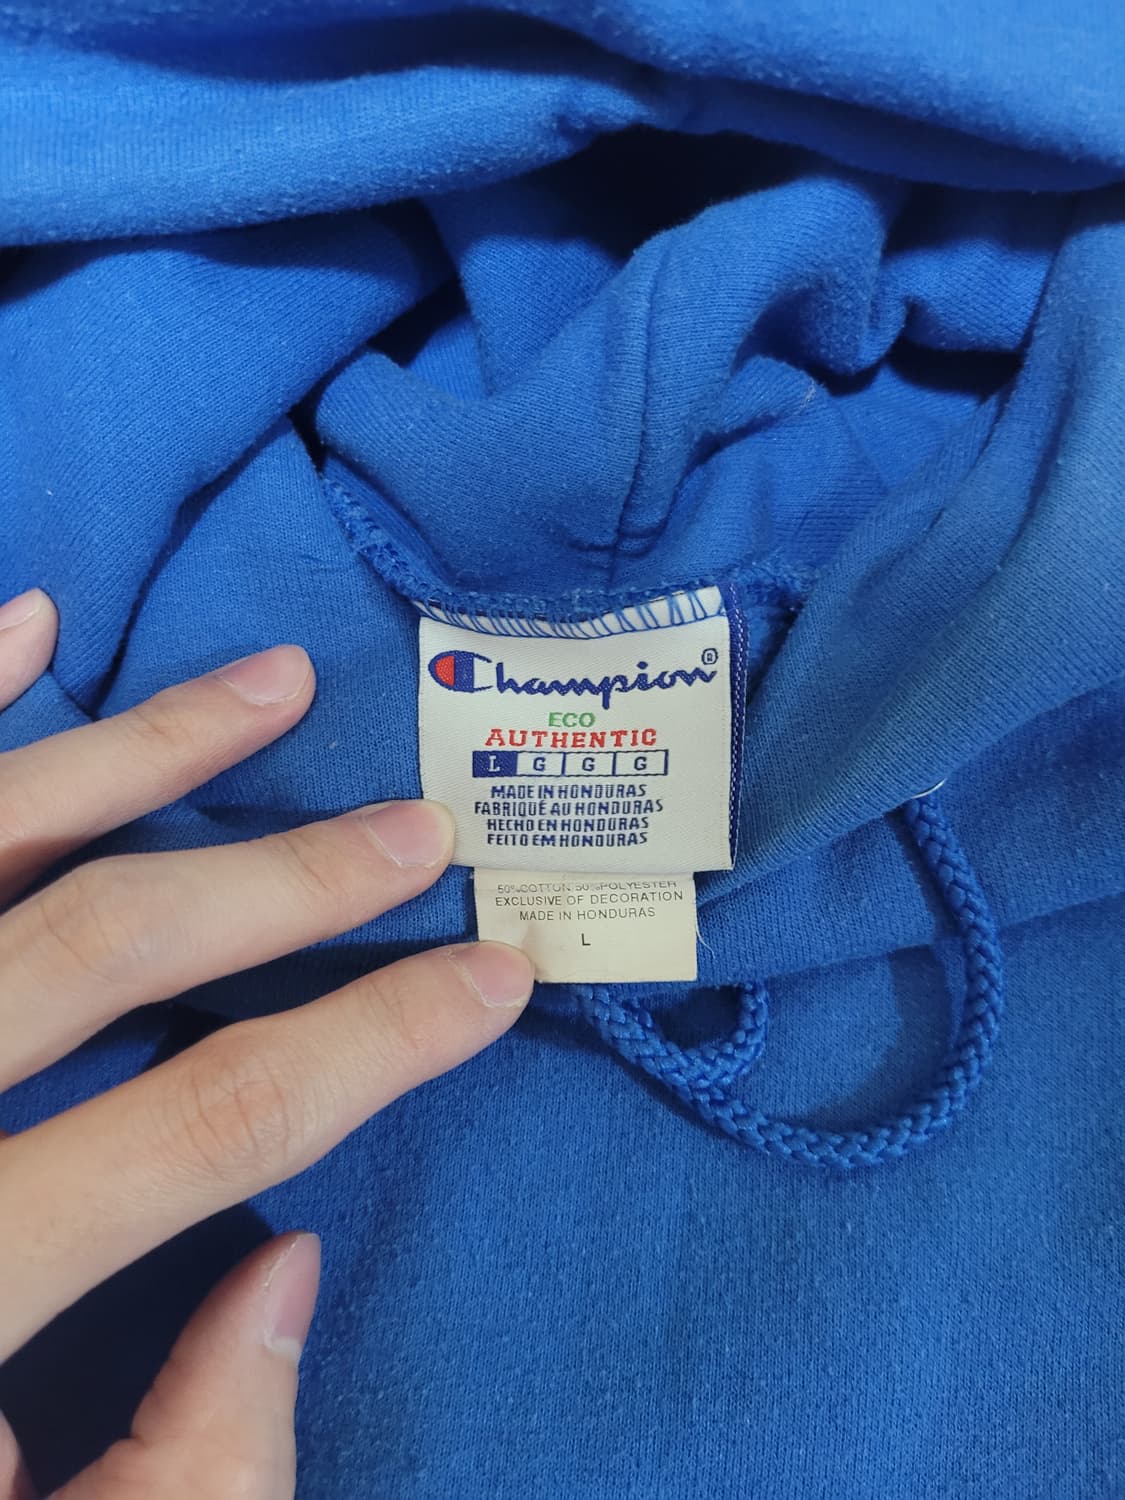 Champion®
ECO
AUTHENTIC
L G G G
MADE IN HONDURAS
FABRIQUÉ AU HONDURAS
HECHO EN HONDURAS
FEITO EM HONDURAS
50%COTTON 50%POLYESTER
EXCLUSIVE OF DECORATION
MADE IN HONDURAS
L